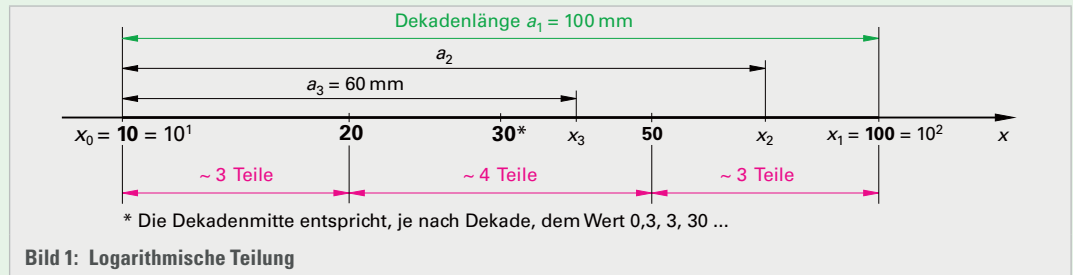 Dekadenlänge a₁ = 100 mm
a₂
a₃ = 60 mm
x₀ = 10 = 10¹ 20 30* x₃ 50 x₂ x₁ = 100 = 10² x
~ 3 Teile ~ 4 Teile ~ 3 Teile
* Die Dekadenmitte entspricht, je nach Dekade, dem Wert 0,3, 3, 30 ...
Bild 1: Logarithmische Teilung